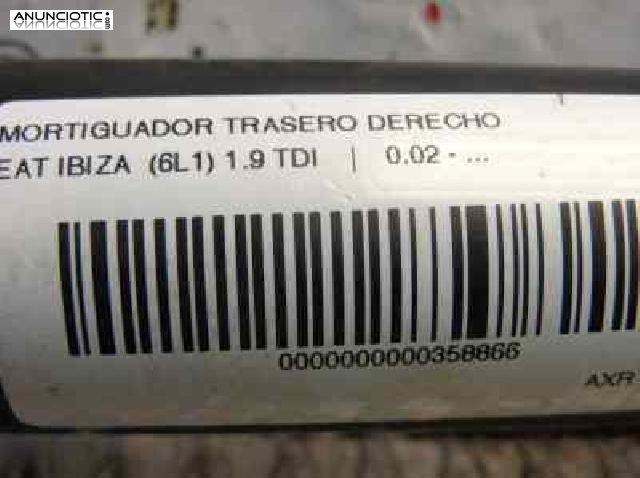 ANUNCIOTIC
MORTIGUADOR TRASERO DERECHO
EAT IBIZA (6L1) 1.9 TDI | 0.02 - ...
0000000000358866
AXR